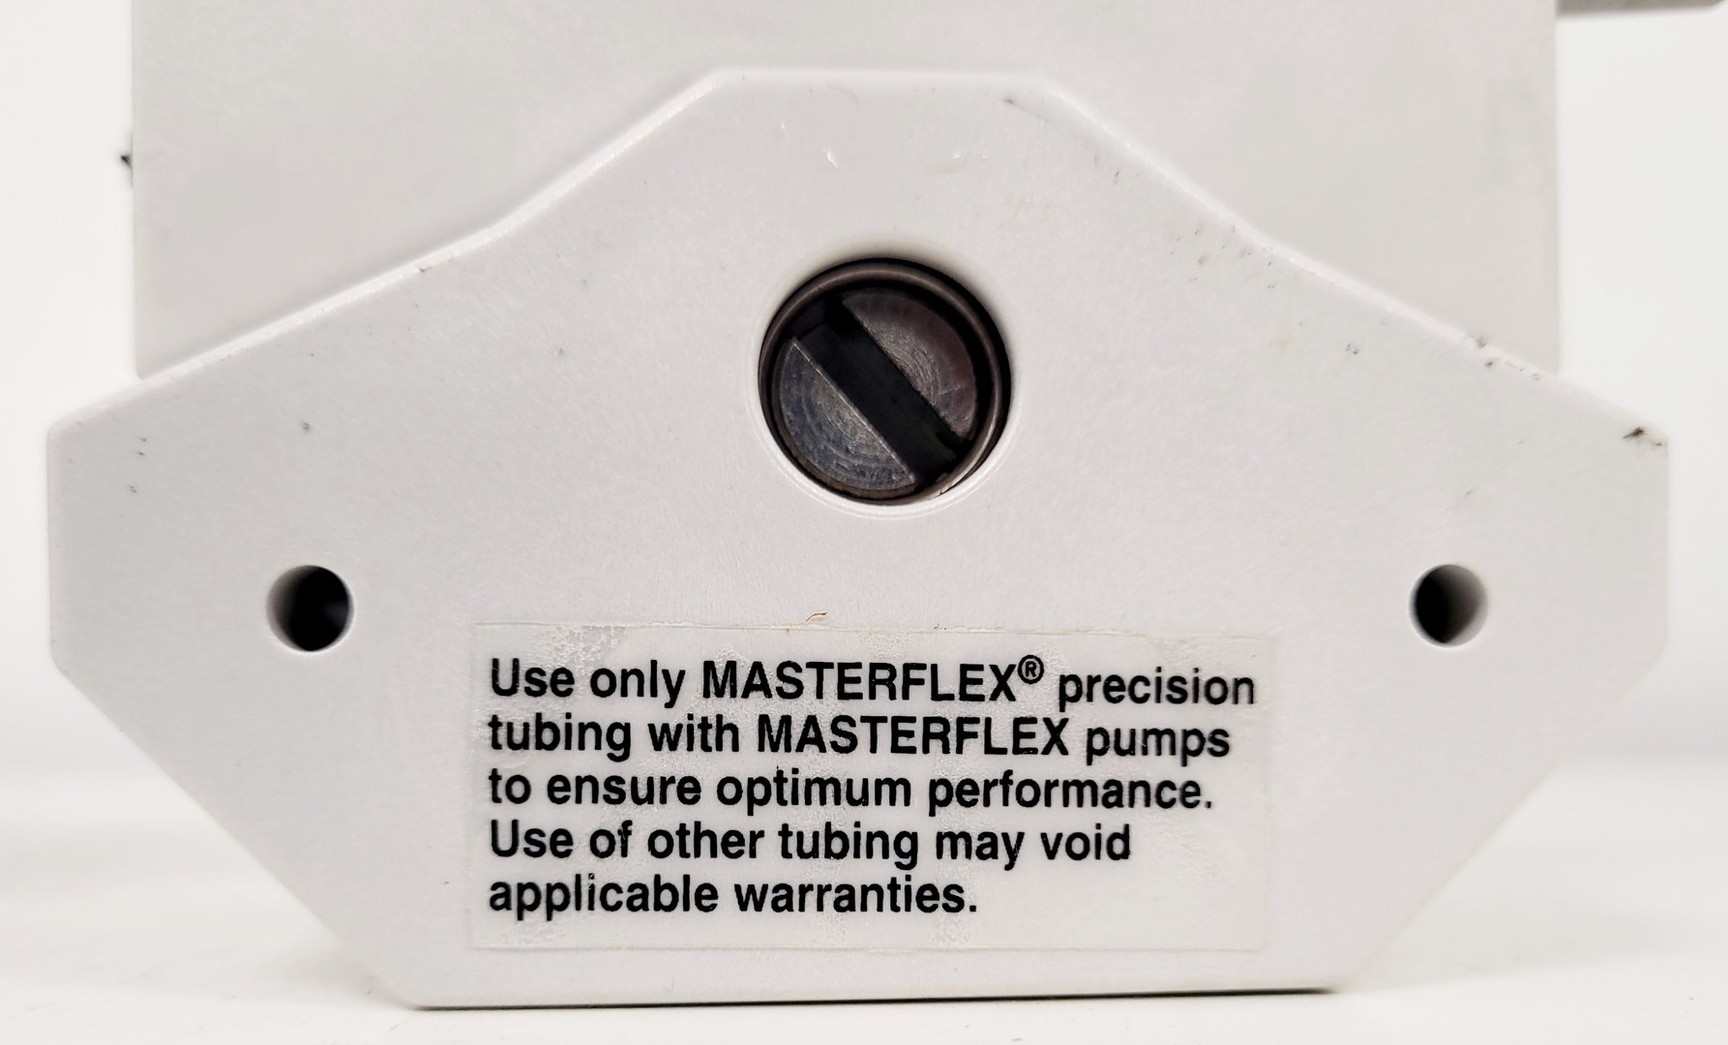 Use only MASTERFLEX® precision
tubing with MASTERFLEX pumps
to ensure optimum performance.
Use of other tubing may void
applicable warranties.